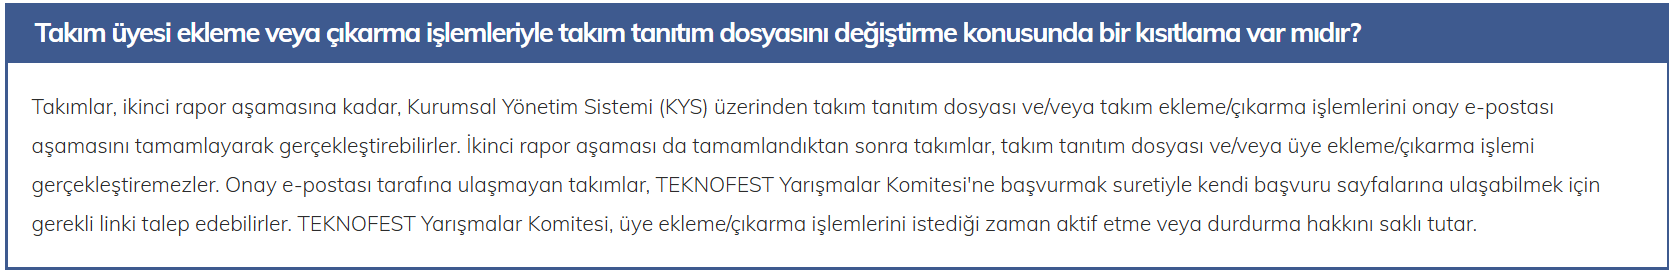 Takım üyesi ekleme veya çıkarma işlemleriyle takım tanıtım dosyasını değiştirme konusunda bir kısıtlama var mıdır?
Takımlar, ikinci rapor aşamasına kadar, Kurumsal Yönetim Sistemi (KYS) üzerinden takım tanıtım dosyası ve/veya takım ekleme/çıkarma işlemlerini onay e-postası
aşamasını tamamlayarak gerçekleştirebilirler. İkinci rapor aşaması da tamamlandıktan sonra takımlar, takım tanıtım dosyası ve/veya üye ekleme/çıkarma işlemi
gerçekleştiremezler. Onay e-postası tarafına ulaşmayan takımlar, TEKNOFEST Yarışmalar Komitesi'ne başvurmak suretiyle kendi başvuru sayfalarına ulaşabilmek için
gerekli linki talep edebilirler. TEKNOFEST Yarışmalar Komitesi, üye ekleme/çıkarma işlemlerini istediği zaman aktif etme veya durdurma hakkını saklı tutar.